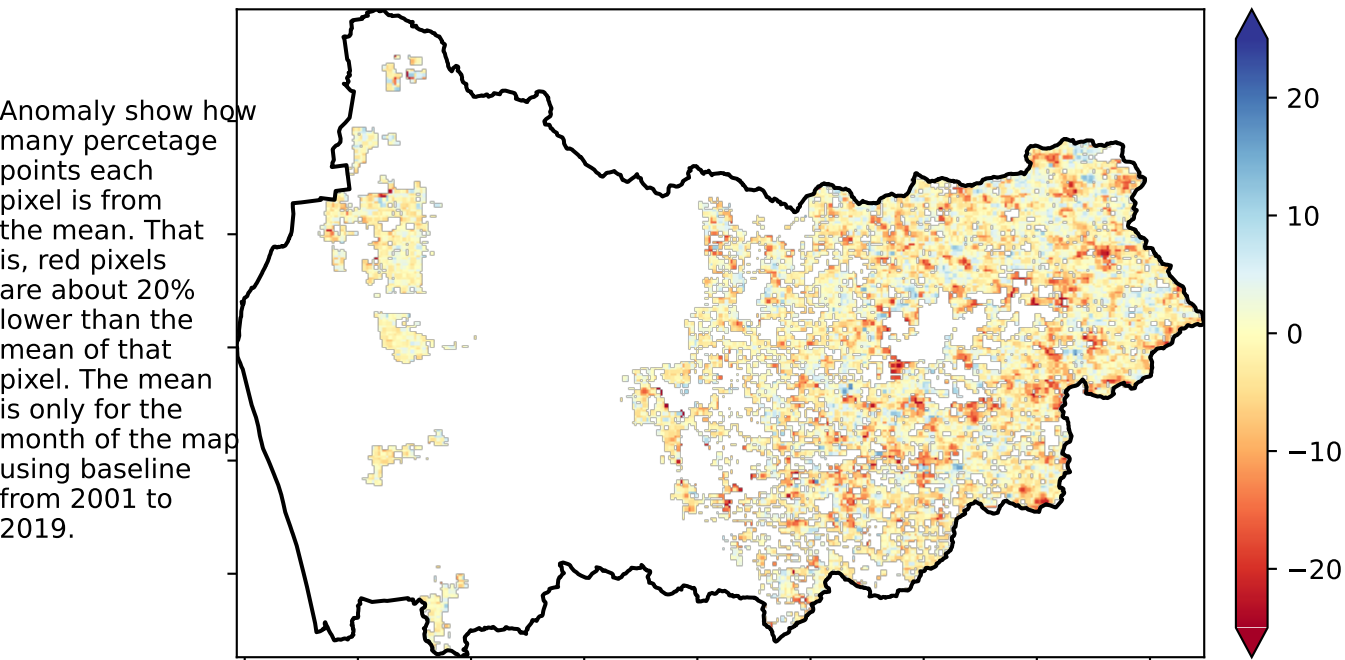 Anomaly show how
many percetage
points each
pixel is from
the mean. That
is, red pixels
are about 20%
lower than the
mean of that
pixel. The mean
is only for the
month of the map
using baseline
from 2001 to
2019.
20
10
0
−10
−20